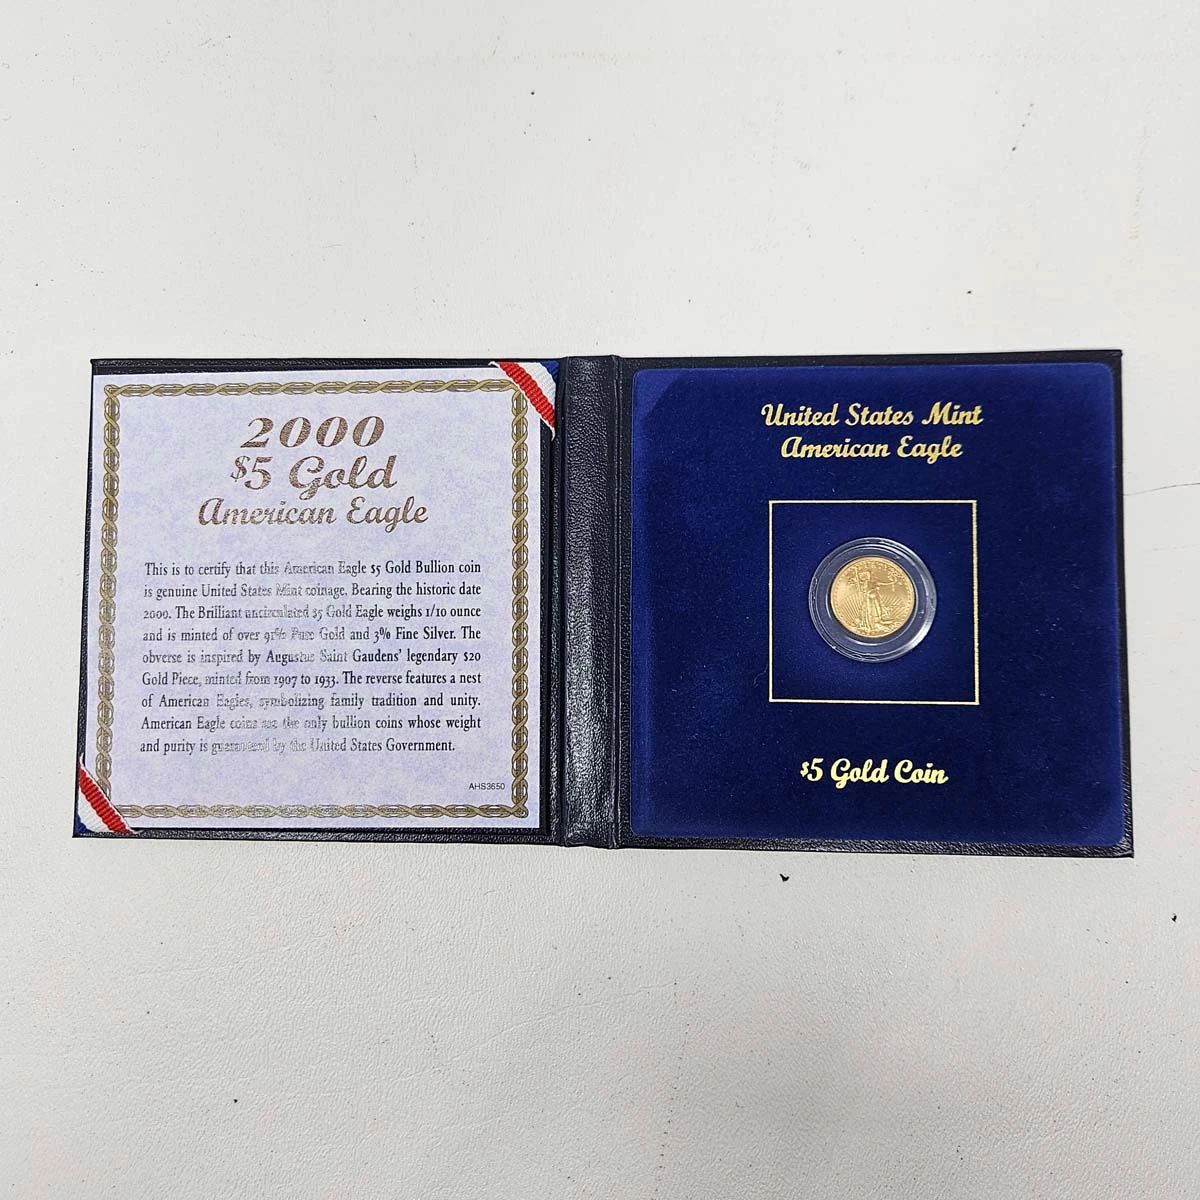 2000
$5 Gold
American Eagle
This is to certify that this American Eagle $5 Gold Bullion coin
is genuine United States Mint coinage. Bearing the historic date
2000. The Brilliant uncirculated $5 Gold Eagle weighs 1/10 ounce
and is minted of over 91% Pure Gold and 3% Fine Silver. The
obverse is inspired by Augustus Saint Gaudens' legendary $20
Gold Piece, minted from 1907 to 1933. The reverse features a nest
of American Eagles, symbolizing family tradition and unity.
American Eagle coins are the only bullion coins whose weight
and purity is guaranteed by the United States Government.
AHS3650
United States Mint
American Eagle
$5 Gold Coin